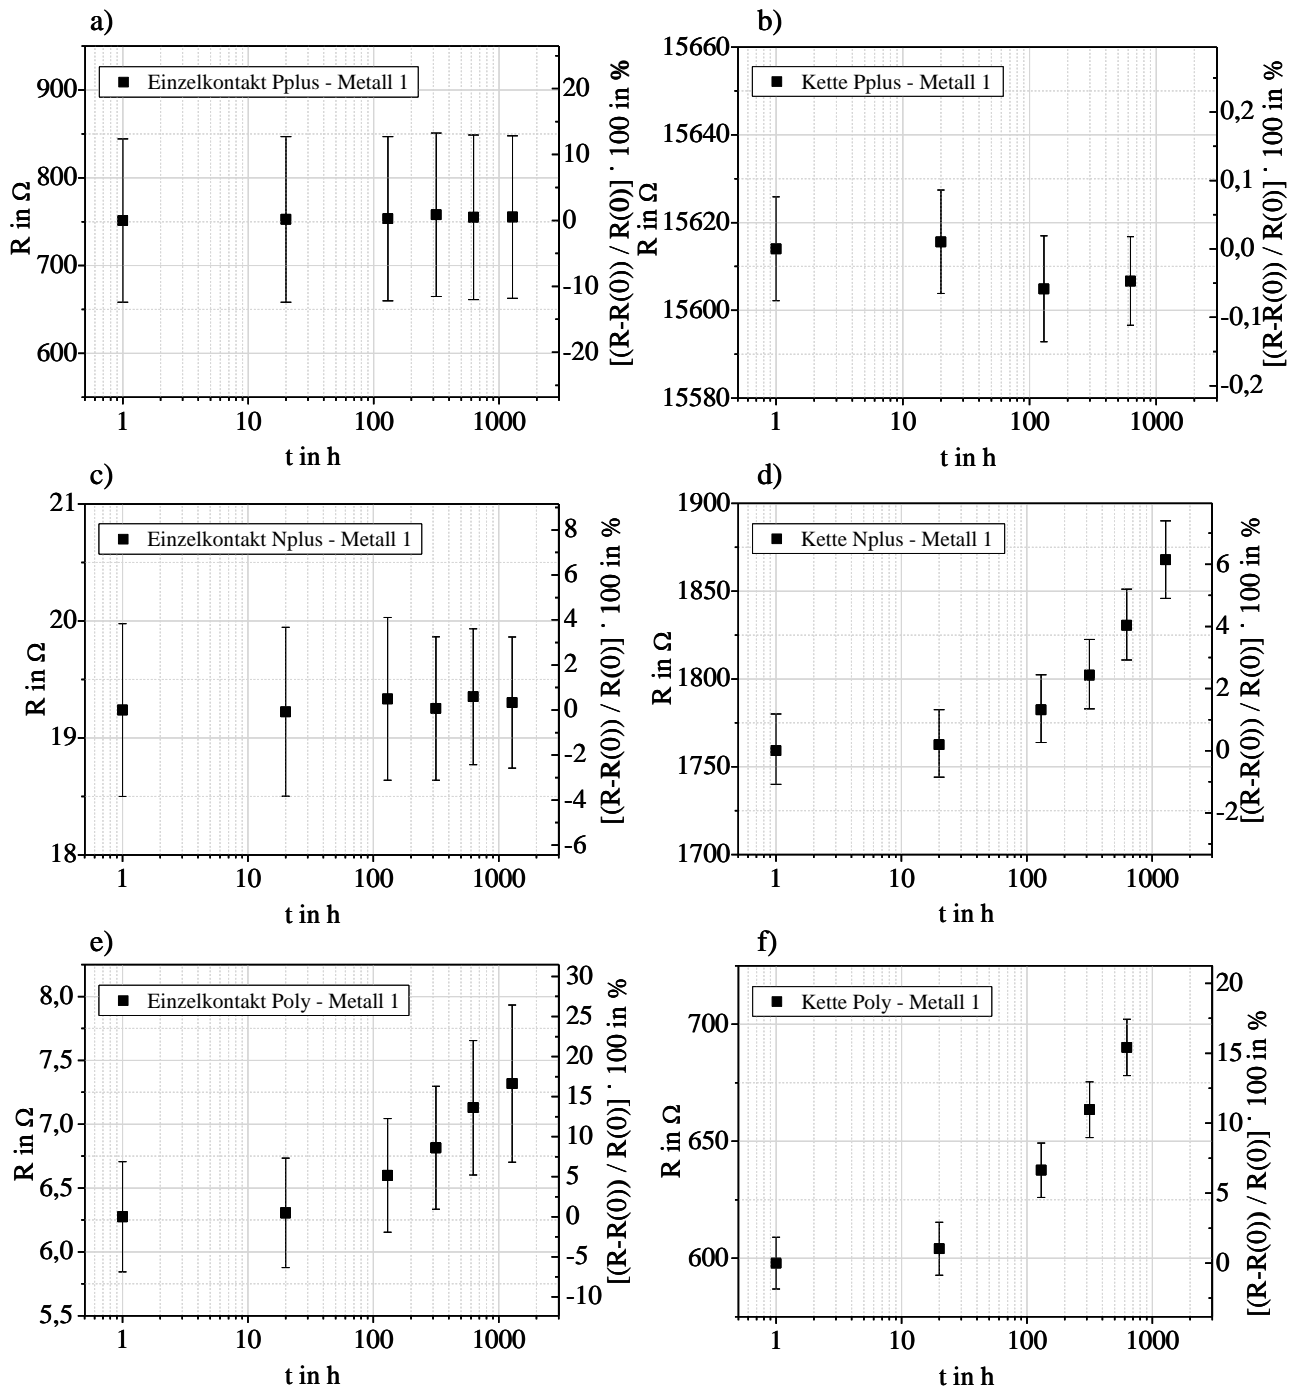 a)
900
800
700
600
R in Ω
Einzelkontakt Pplus - Metall 1
20
10
0
-10
-20
[(R-R(0)) / R(0)] · 100 in %
1 10 100 1000
t in h
b)
15660
15640
15620
15600
15580
R in Ω
Kette Pplus - Metall 1
0,2
0,1
0,0
-0,1
-0,2
[(R-R(0)) / R(0)] · 100 in %
1 10 100 1000
t in h
c)
21
20
19
18
R in Ω
Einzelkontakt Nplus - Metall 1
8
6
4
2
0
-2
-4
-6
[(R-R(0)) / R(0)] · 100 in %
1 10 100 1000
t in h
d)
1900
1850
1800
1750
1700
R in Ω
Kette Nplus - Metall 1
6
4
2
0
-2
[(R-R(0)) / R(0)] · 100 in %
1 10 100 1000
t in h
e)
8,0
7,5
7,0
6,5
6,0
5,5
R in Ω
Einzelkontakt Poly - Metall 1
30
25
20
15
10
5
0
-5
-10
[(R-R(0)) / R(0)] · 100 in %
1 10 100 1000
t in h
f)
700
650
600
R in Ω
Kette Poly - Metall 1
20
15
10
5
0
[(R-R(0)) / R(0)] · 100 in %
1 10 100 1000
t in h